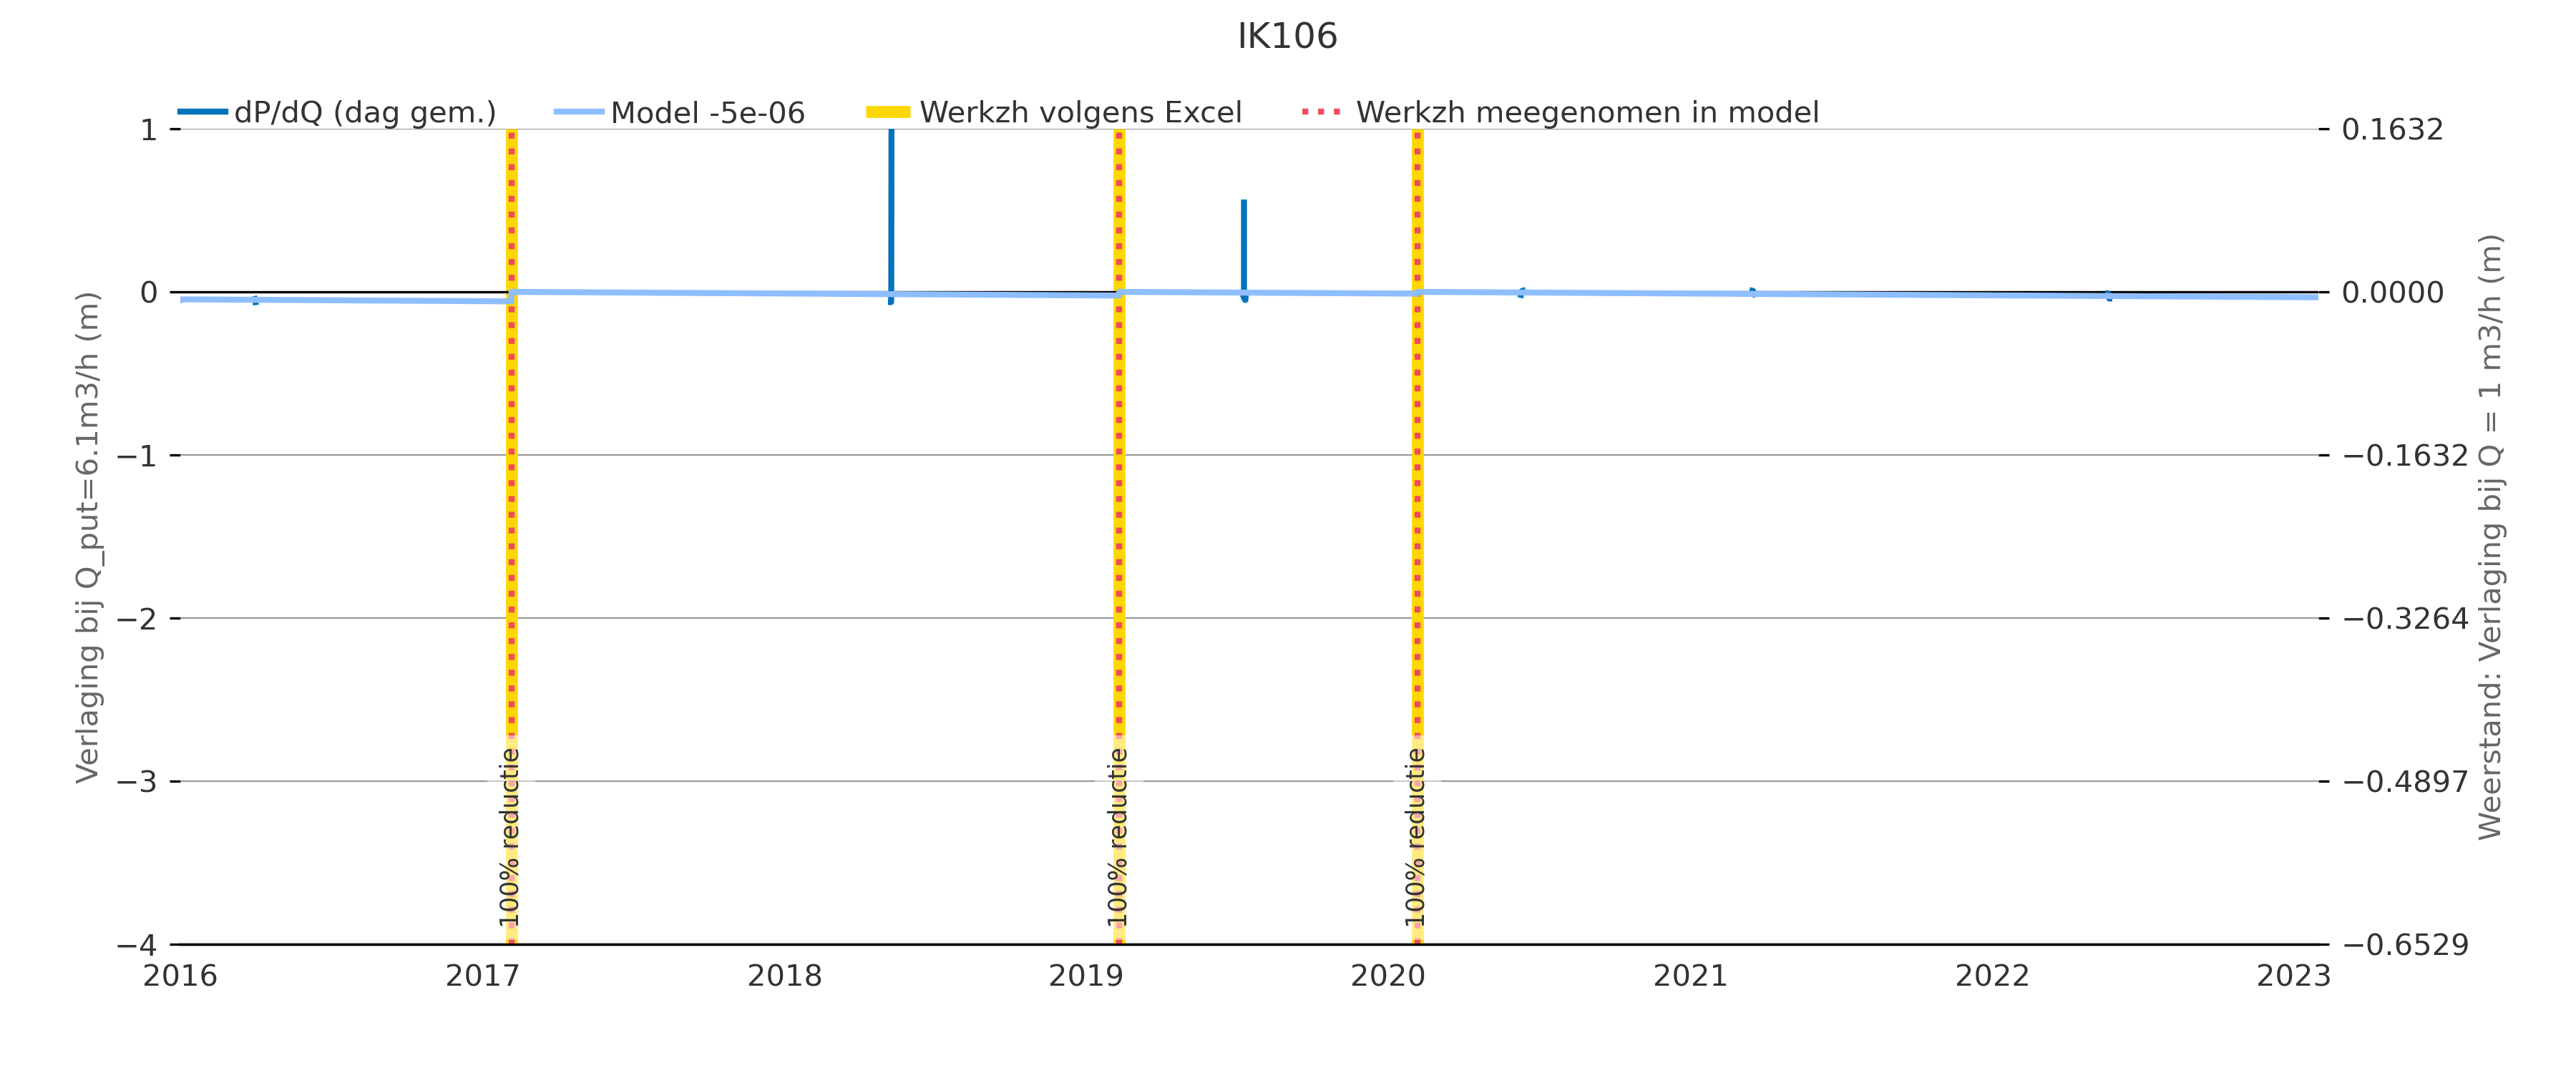 IK106
dP/dQ (dag gem.) Model -5e-06 Werkzh volgens Excel Werkzh meegenomen in model
1 0.1632
0 0.0000
−1 −0.1632
−2 −0.3264
−3 −0.4897
−4 −0.6529
Verlaging bij Q_put=6.1m3/h (m)
Weerstand: Verlaging bij Q = 1 m3/h (m)
100% reductie
100% reductie
100% reductie
2016 2017 2018 2019 2020 2021 2022 2023